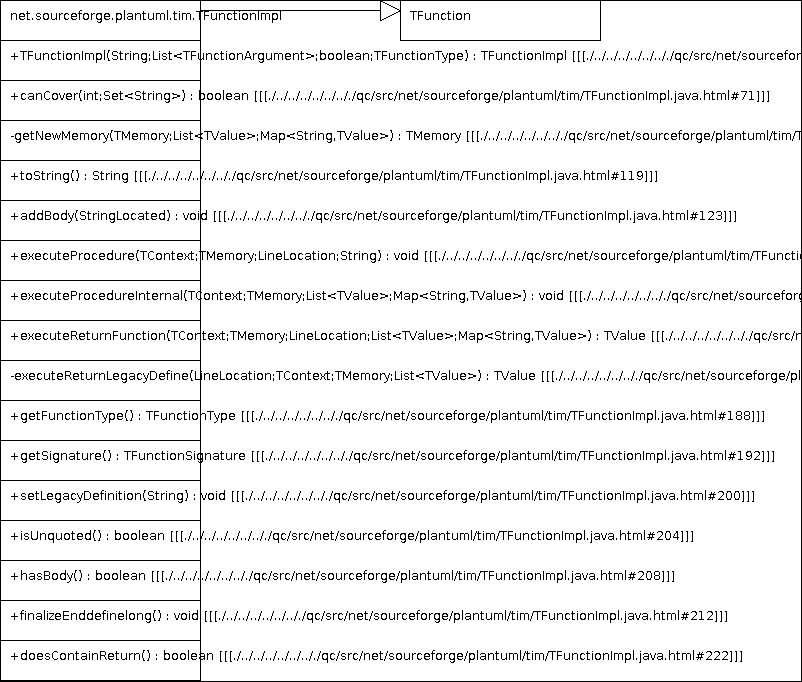 net.sourceforge.plantuml.tim.TFunctionImpl
TFunction
+TFunctionImpl(String;List<TFunctionArgument>;boolean;TFunctionType) : TFunctionImpl [[[./../../../../../../../qc/src/net/sourcefor
+canCover(int;Set<String>) : boolean [[[./../../../../../../qc/src/net/sourceforge/plantuml/tim/TFunctionImpl.java.html#71]]]
-getNewMemory(TMemory;List<TValue>;Map<String,TValue>) : TMemory [[[./../../../../../../qc/src/net/sourceforge/plantuml/tim/T
+toString() : String [[[./../../../../../../qc/src/net/sourceforge/plantuml/tim/TFunctionImpl.java.html#119]]]
+addBody(StringLocated) : void [[[./../../../../../../qc/src/net/sourceforge/plantuml/tim/TFunctionImpl.java.html#123]]]
+executeProcedure(TContext;TMemory;LineLocation;String) : void [[[./../../../../../../qc/src/net/sourceforge/plantuml/tim/TFuncti
+executeProcedureInternal(TContext;TMemory;List<TValue>;Map<String,TValue>) : void [[[./../../../../../../qc/src/net/sourceforg
+executeReturnFunction(TContext;TMemory;LineLocation;List<TValue>;Map<String,TValue>) : TValue [[[./../../../../../../qc/src/r
-executeReturnLegacyDefine(LineLocation;TContext;TMemory;List<TValue>) : TValue [[[./../../../../../../qc/src/net/sourceforge/pl
+getFunctionType() : TFunctionType [[[./../../../../../../qc/src/net/sourceforge/plantuml/tim/TFunctionImpl.java.html#188]]]
+getSignature() : TFunctionSignature [[[./../../../../../../qc/src/net/sourceforge/plantuml/tim/TFunctionImpl.java.html#192]]]
+setLegacyDefinition(String) : void [[[./../../../../../../qc/src/net/sourceforge/plantuml/tim/TFunctionImpl.java.html#200]]]
+isUnquoted() : boolean [[[./../../../../../../qc/src/net/sourceforge/plantuml/tim/TFunctionImpl.java.html#204]]]
+hasBody() : boolean [[[./../../../../../../qc/src/net/sourceforge/plantuml/tim/TFunctionImpl.java.html#208]]]
+finalizeEnddefinelong() : void [[[./../../../../../../qc/src/net/sourceforge/plantuml/tim/TFunctionImpl.java.html#212]]]
+doesContainReturn() : boolean [[[./../../../../../../qc/src/net/sourceforge/plantuml/tim/TFunctionImpl.java.html#222]]]